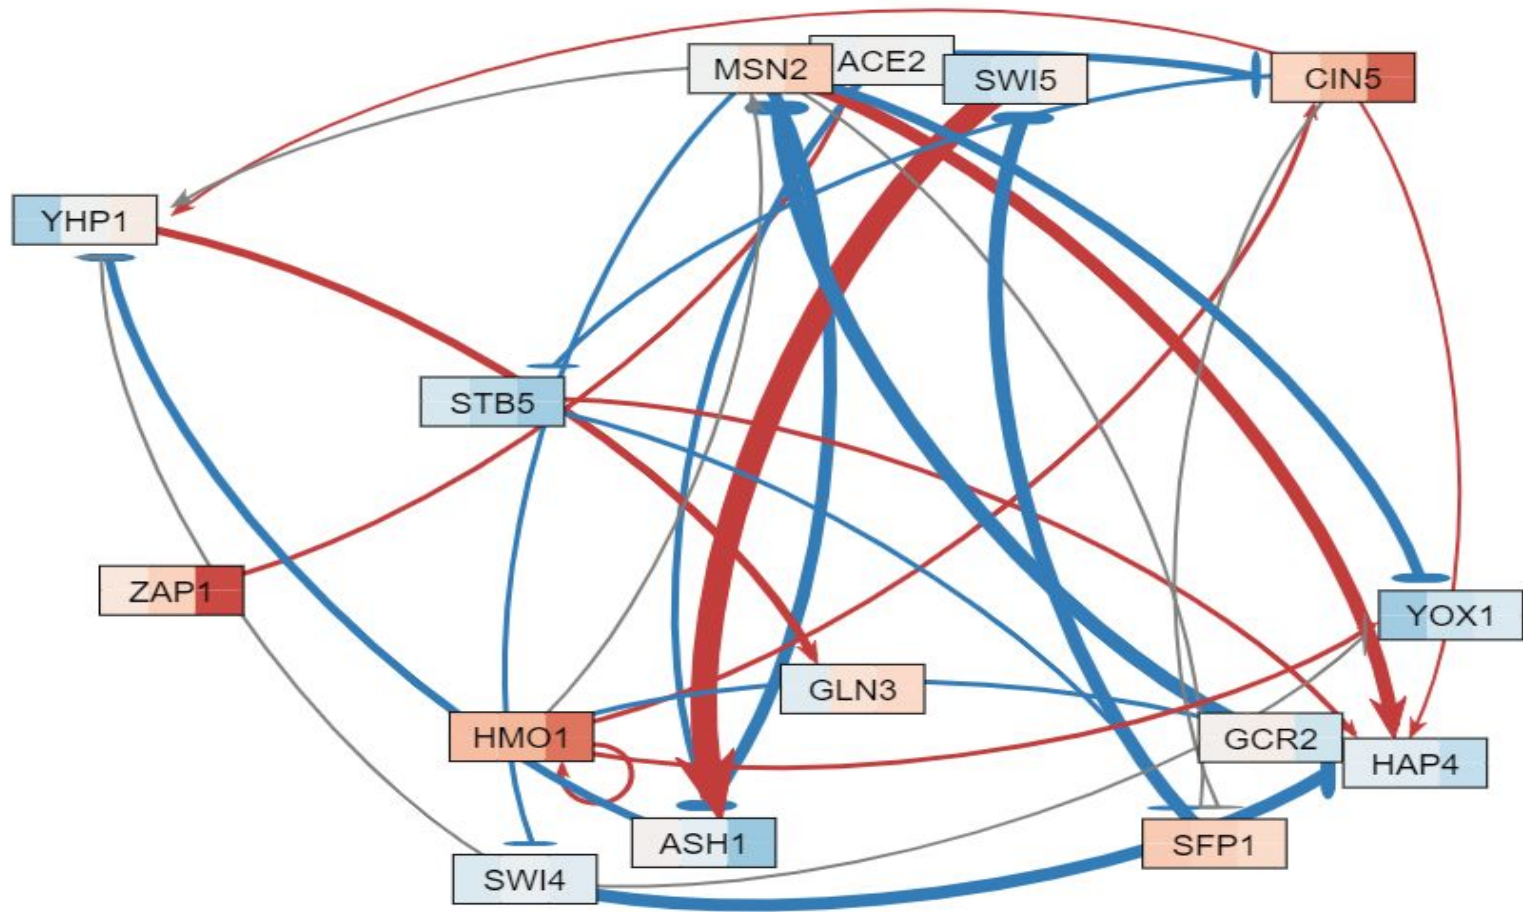 MSN2
ACE2
SWI5
CIN5
YHP1
STB5
ZAP1
YOX1
GLN3
HMO1
GCR2
HAP4
ASH1
SFP1
SWI4